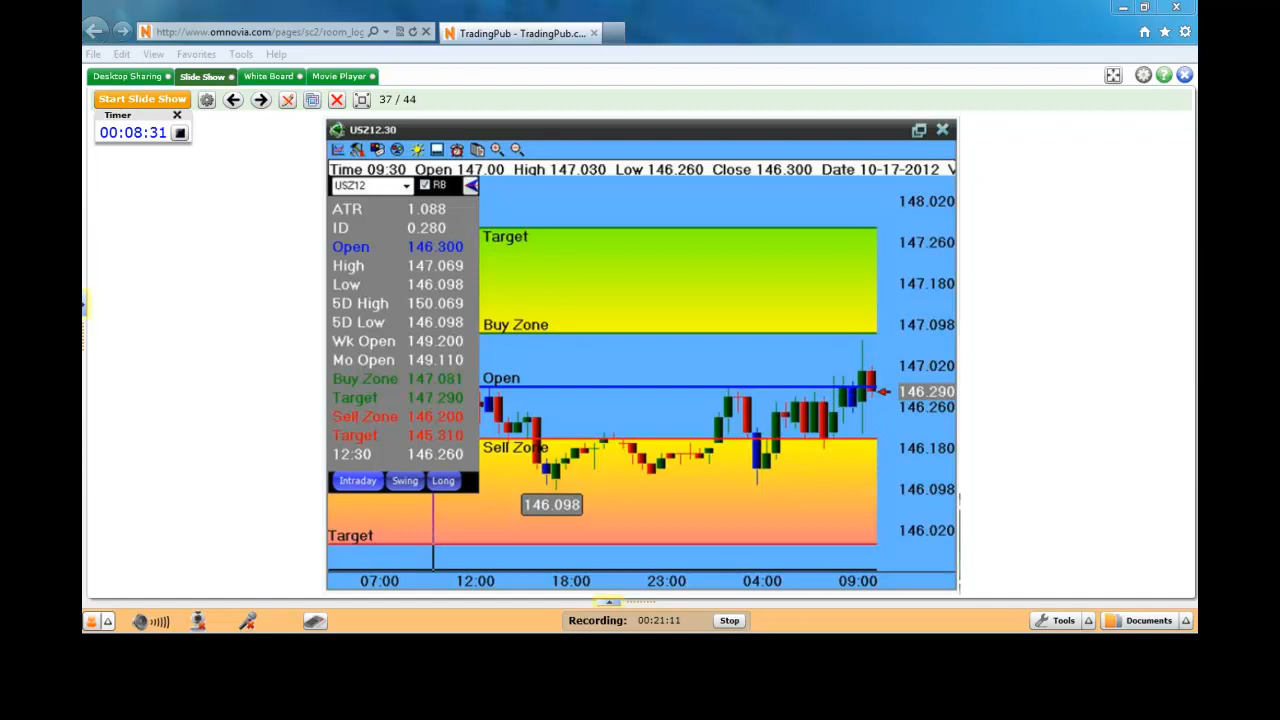 http://www.omnovia.com/pages/sc2/room_log
TradingPub - TradingPub.c...
File Edit View Favorites Tools Help
Desktop Sharing Slide Show White Board Movie Player
Start Slide Show 37 / 44
Timer
00:08:31
USZ12.30
Time 09:30 Open 147.00 High 147.030 Low 146.260 Close 146.300 Date 10-17-2012 V
USZ12 RB
ATR 1.088
ID 0.280
Open 146.300
High 147.069
Low 146.098
5D High 150.069
5D Low 146.098
Wk Open 149.200
Mo Open 149.110
Buy Zone 147.081
Target 147.290
Sell Zone 146.200
Target 145.310
12:30 146.260
Intraday Swing Long
Target
Buy Zone
Open
Sell Zone
146.098
Target
148.020
147.260
147.180
147.098
147.020
146.290
146.260
146.180
146.098
146.020
07:00 12:00 18:00 23:00 04:00 09:00
Recording: 00:21:11 Stop
Tools Documents